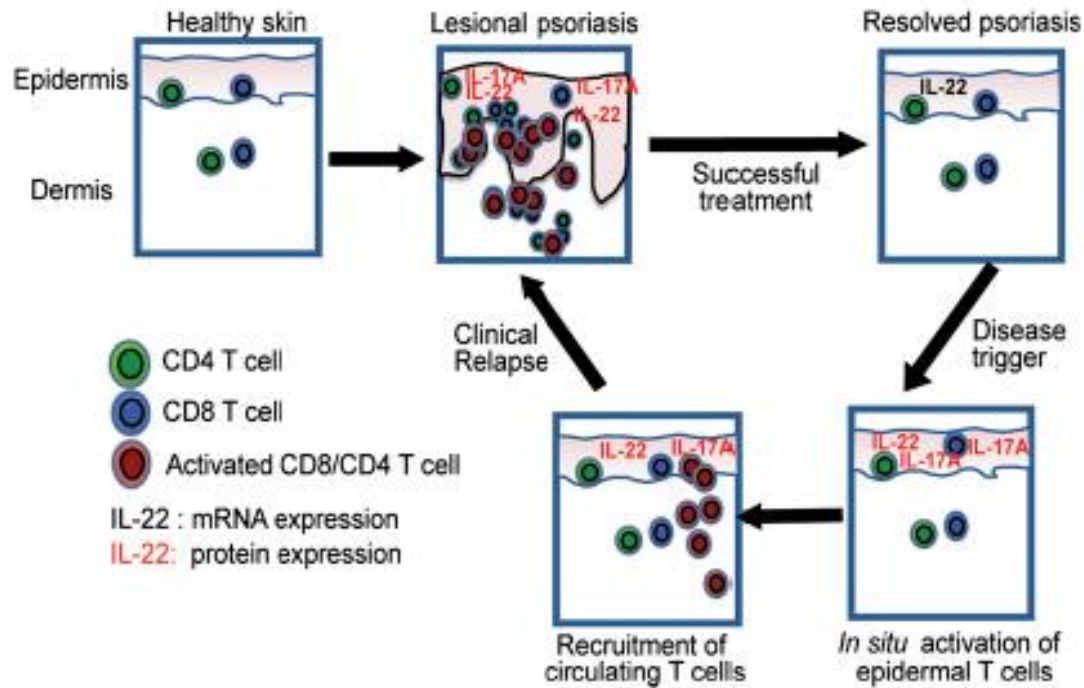 Healthy skin
Lesional psoriasis
Resolved psoriasis
Epidermis
Dermis
IL-17A
IL-22
IL-17A
IL-22
IL-22
Successful
treatment
Clinical
Relapse
Disease
trigger
CD4 T cell
CD8 T cell
Activated CD8/CD4 T cell
IL-22 : mRNA expression
IL-22: protein expression
IL-22
IL-17A
IL-22
IL-17A
IL-17A
Recruitment of
circulating T cells
In situ activation of
epidermal T cells